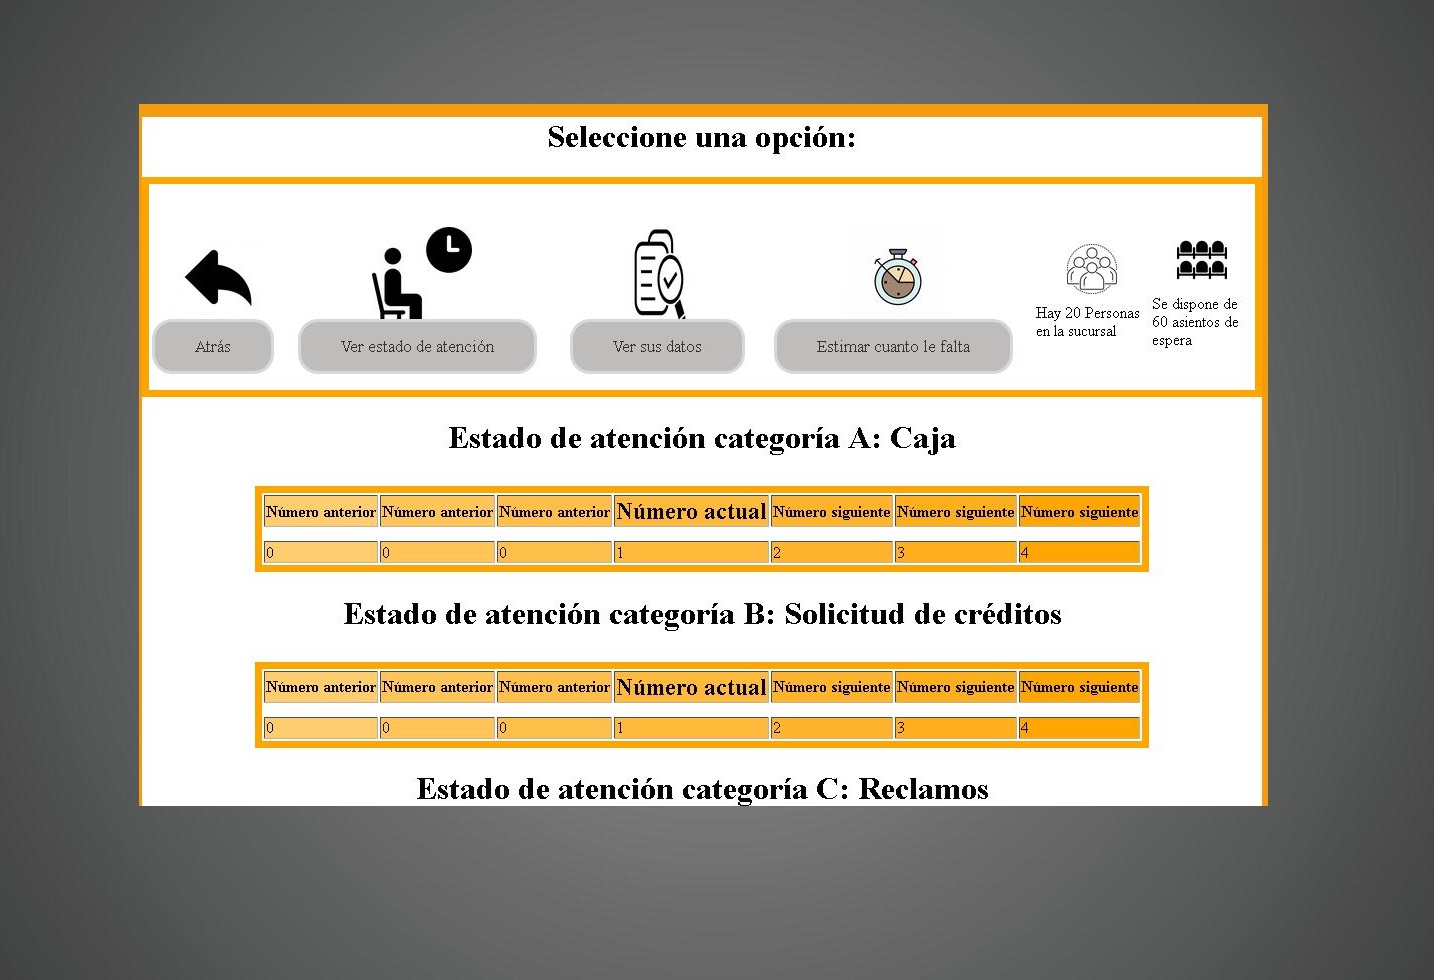 Seleccione una opción:
Atrás
Ver estado de atención
Ver sus datos
Estimar cuanto le falta
Hay 20 Personas
en la sucursal
Se dispone de
60 asientos de
espera
Estado de atención categoría A: Caja
Número anterior Número anterior Número anterior Número actual Número siguiente Número siguiente Número siguiente
0 0 0 1 2 3 4
Estado de atención categoría B: Solicitud de créditos
Número anterior Número anterior Número anterior Número actual Número siguiente Número siguiente Número siguiente
0 0 0 1 2 3 4
Estado de atención categoría C: Reclamos